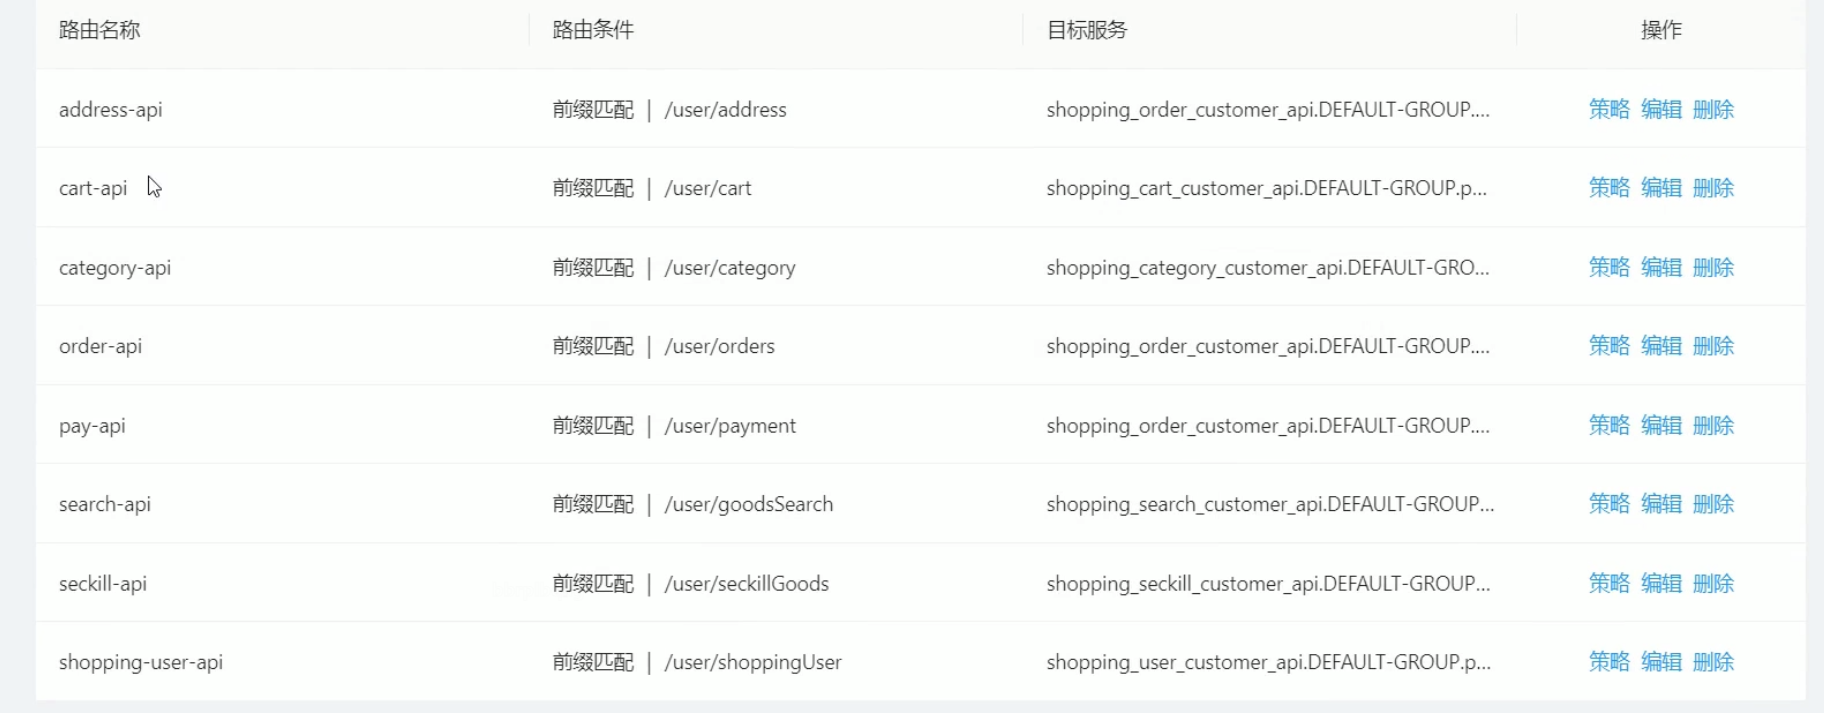 路由名称 路由条件 目标服务 操作
address-api 前缀匹配 | /user/address shopping_order_customer_api.DEFAULT-GROUP.... 策略 编辑 删除
cart-api 前缀匹配 | /user/cart shopping_cart_customer_api.DEFAULT-GROUP.p... 策略 编辑 删除
category-api 前缀匹配 | /user/category shopping_category_customer_api.DEFAULT-GRO... 策略 编辑 删除
order-api 前缀匹配 | /user/orders shopping_order_customer_api.DEFAULT-GROUP.... 策略 编辑 删除
pay-api 前缀匹配 | /user/payment shopping_order_customer_api.DEFAULT-GROUP.... 策略 编辑 删除
search-api 前缀匹配 | /user/goodsSearch shopping_search_customer_api.DEFAULT-GROUP... 策略 编辑 删除
seckill-api 前缀匹配 | /user/seckillGoods shopping_seckill_customer_api.DEFAULT-GROUP... 策略 编辑 删除
shopping-user-api 前缀匹配 | /user/shoppingUser shopping_user_customer_api.DEFAULT-GROUP.p... 策略 编辑 删除